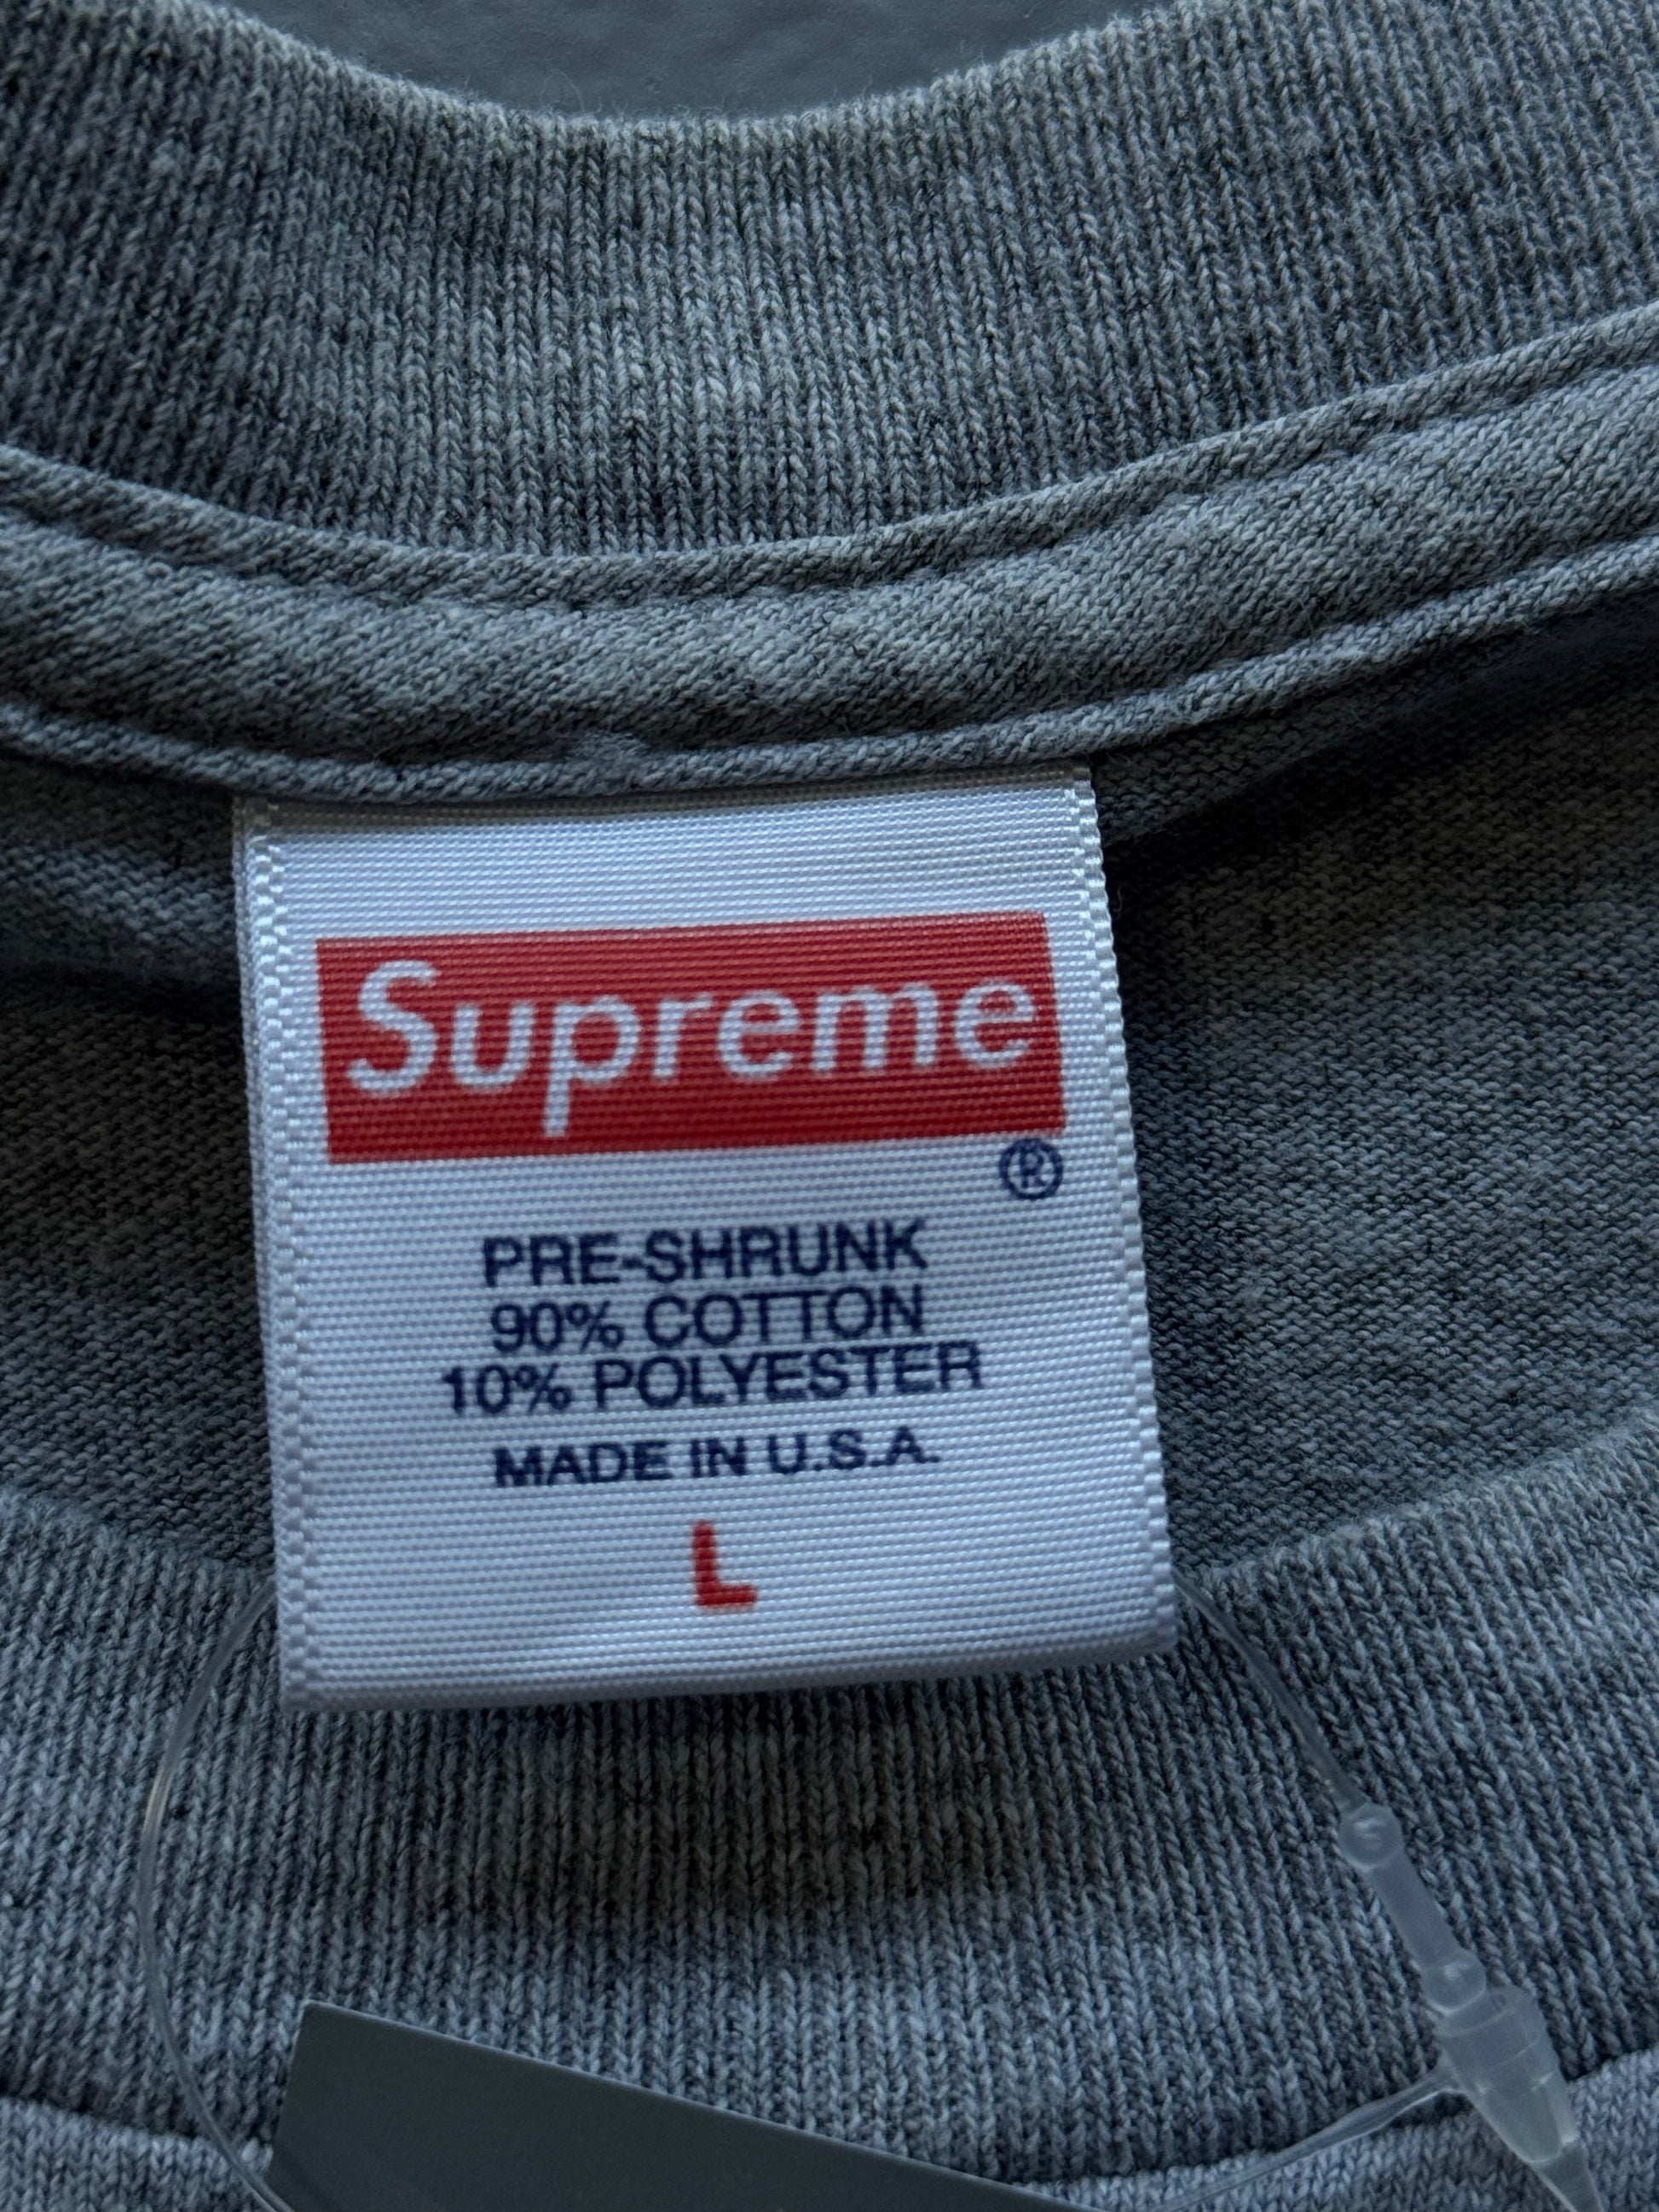 Supreme
®
PRE-SHRUNK
90% COTTON
10% POLYESTER
MADE IN U.S.A.
L